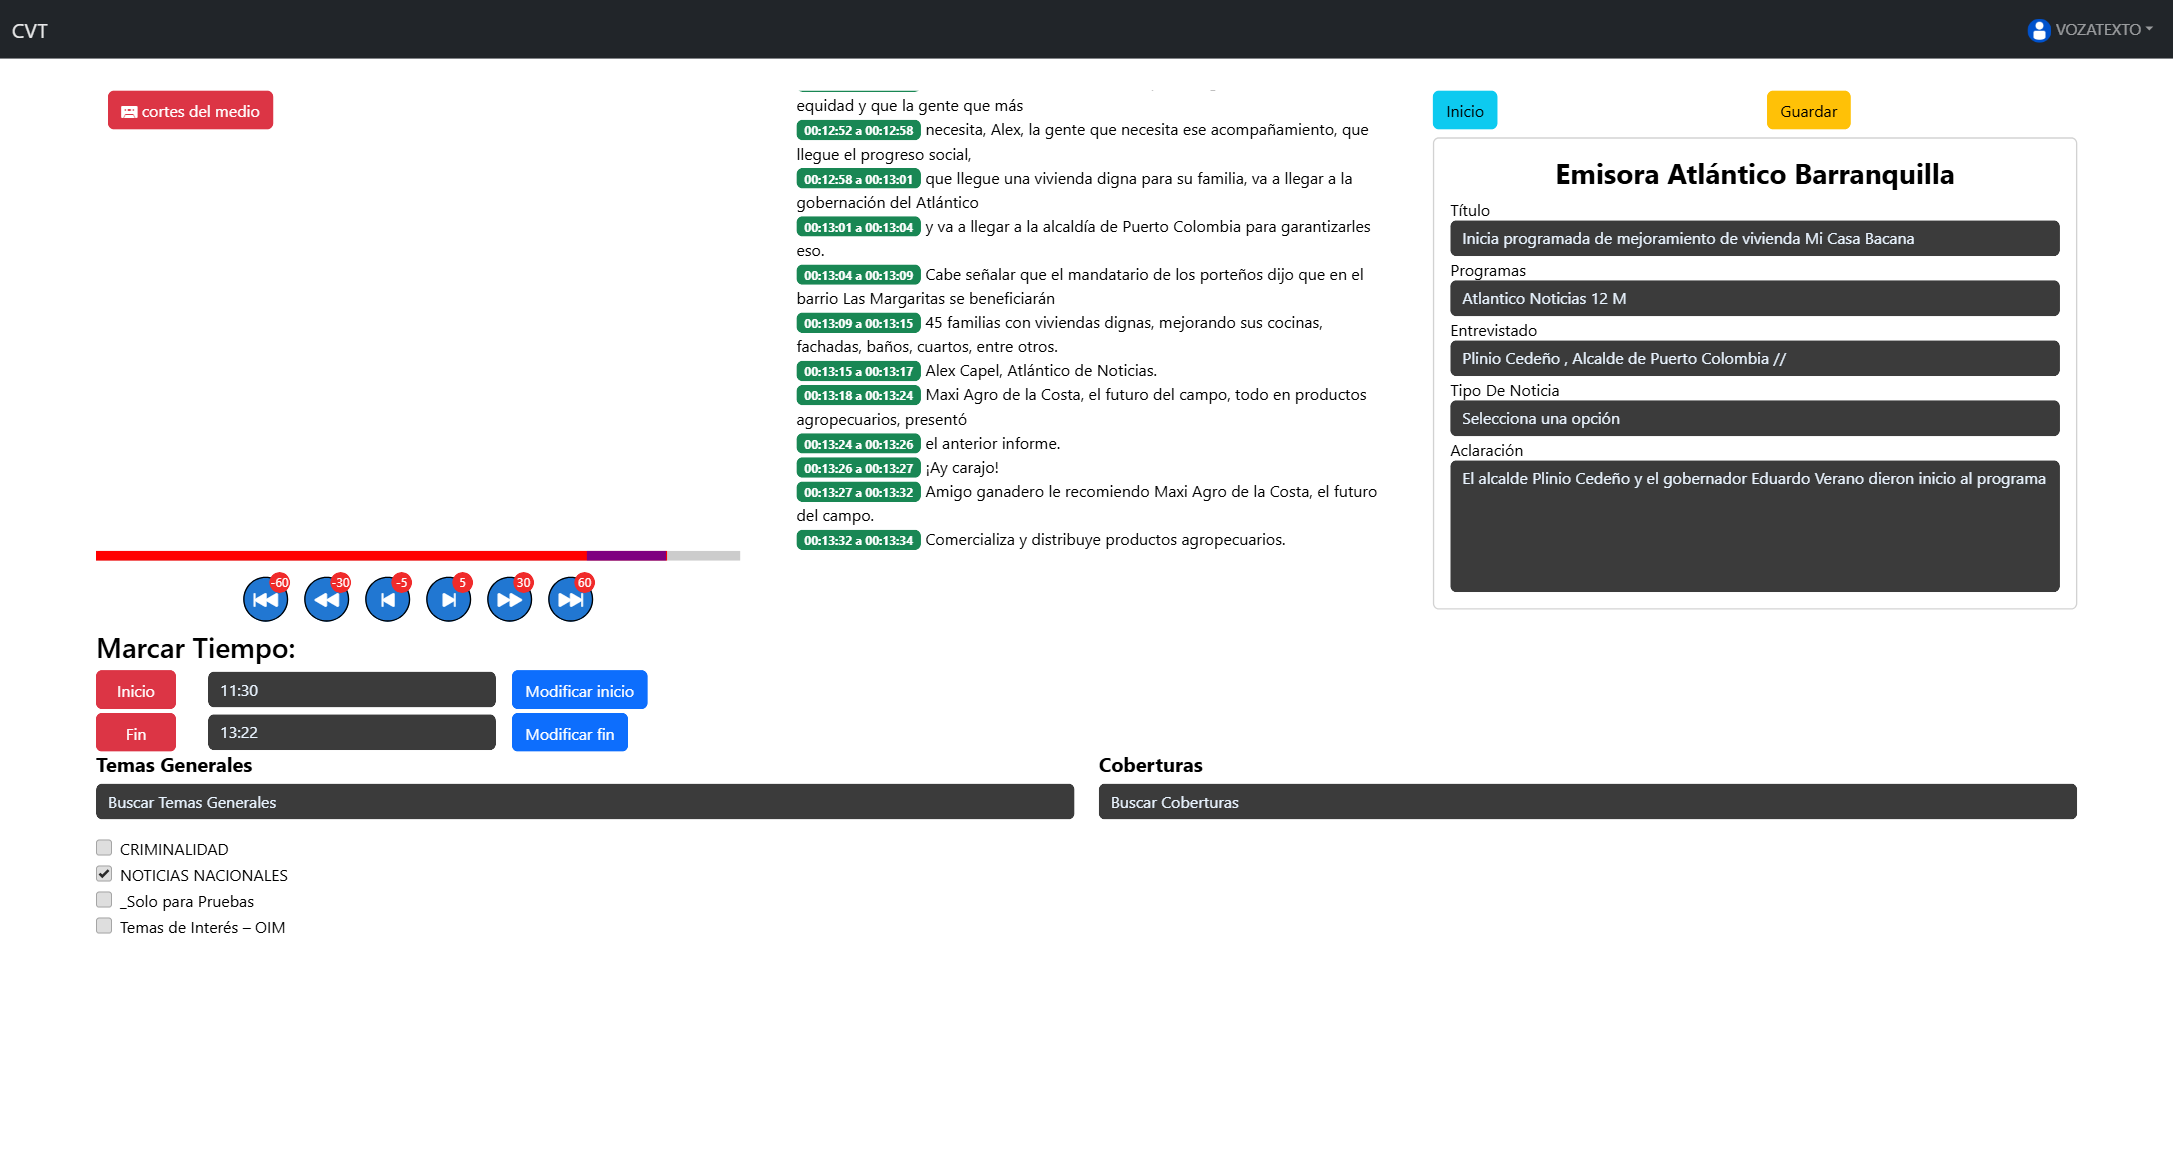 CVT
VOZATEXTO
cortes del medio
equidad y que la gente que más
00:12:52 a 00:12:58 necesita, Alex, la gente que necesita ese acompañamiento, que
llegue el progreso social,
00:12:58 a 00:13:01 que llegue una vivienda digna para su familia, va a llegar a la
gobernación del Atlántico
00:13:01 a 00:13:04 y va a llegar a la alcaldía de Puerto Colombia para garantizarles
eso.
00:13:04 a 00:13:09 Cabe señalar que el mandatario de los porteños dijo que en el
barrio Las Margaritas se beneficiarán
00:13:09 a 00:13:15 45 familias con viviendas dignas, mejorando sus cocinas,
fachadas, baños, cuartos, entre otros.
00:13:15 a 00:13:17 Alex Capel, Atlántico de Noticias.
00:13:18 a 00:13:24 Maxi Agro de la Costa, el futuro del campo, todo en productos
agropecuarios, presentó
00:13:24 a 00:13:26 el anterior informe.
00:13:26 a 00:13:27 ¡Ay carajo!
00:13:27 a 00:13:32 Amigo ganadero le recomiendo Maxi Agro de la Costa, el futuro
del campo.
00:13:32 a 00:13:34 Comercializa y distribuye productos agropecuarios.
Inicio
Guardar
Emisora Atlántico Barranquilla
Título
Inicia programada de mejoramiento de vivienda Mi Casa Bacana
Programas
Atlantico Noticias 12 M
Entrevistado
Plinio Cedeño , Alcalde de Puerto Colombia //
Tipo De Noticia
Selecciona una opción
Aclaración
El alcalde Plinio Cedeño y el gobernador Eduardo Verano dieron inicio al programa
-60
-30
-5
5
30
60
Marcar Tiempo:
Inicio
11:30
Modificar inicio
Fin
13:22
Modificar fin
Temas Generales
Buscar Temas Generales
CRIMINALIDAD
NOTICIAS NACIONALES
_Solo para Pruebas
Temas de Interés – OIM
Coberturas
Buscar Coberturas